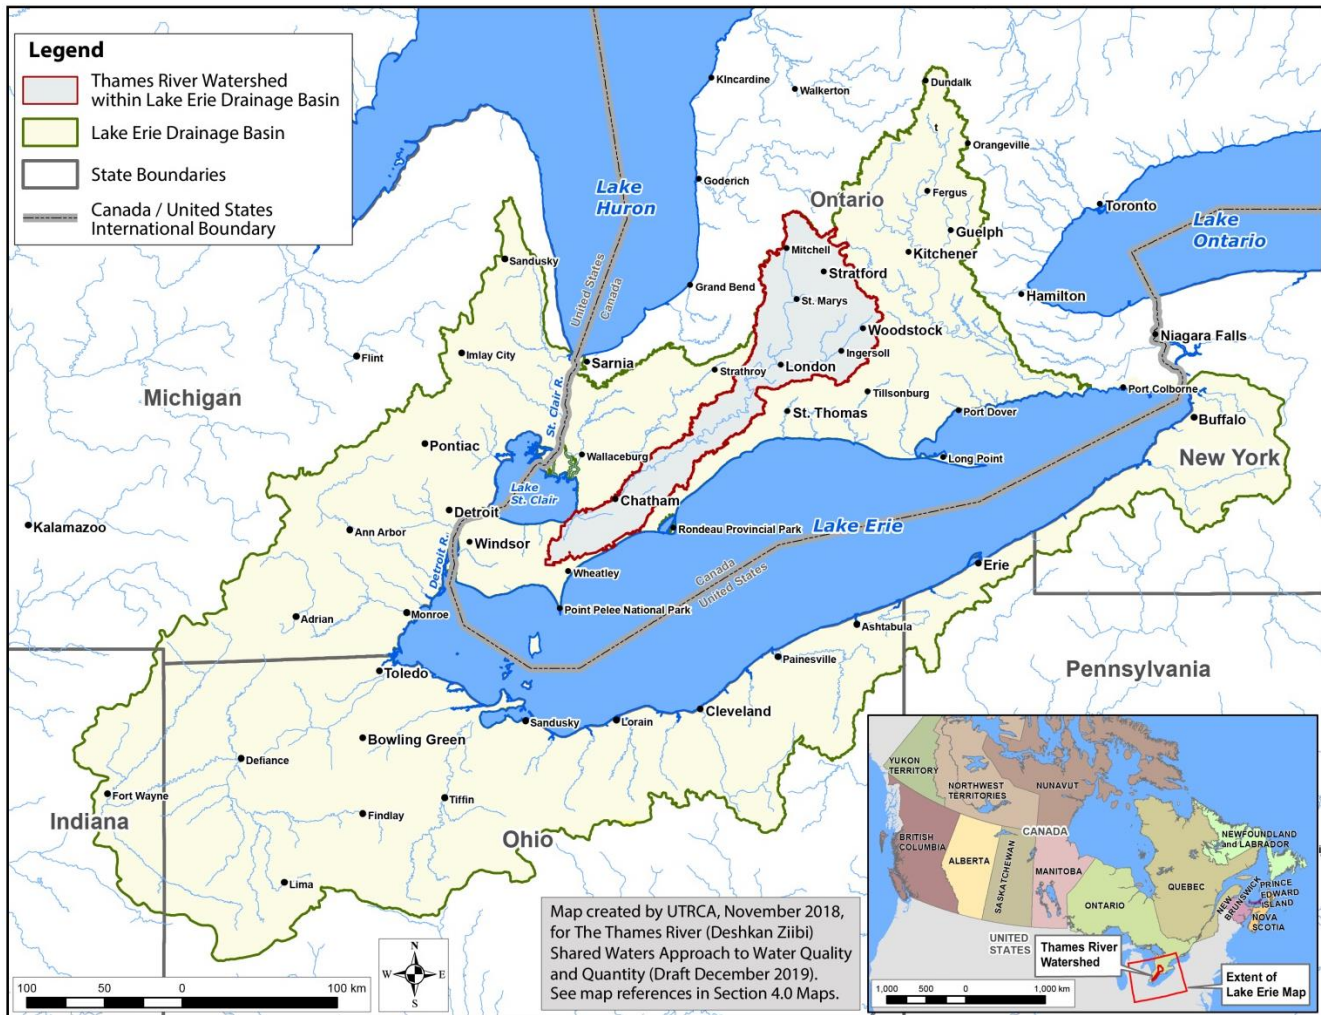 Legend
Thames River Watershed
within Lake Erie Drainage Basin
Lake Erie Drainage Basin
State Boundaries
Canada / United States
International Boundary
KIncardine
Walkerton
Dundalk
t
Orangeville
Goderich
Lake
Huron
Ontario
Fergus
Toronto
Lake
Ontario
Guelph
Mitchell
Kitchener
Sandusky
Stratford
Grand Bend
St. Marys
Hamilton
United States
Canada
Woodstock
Niagara Falls
Flint
Imlay City
Sarnia
Ingersoll
Strathroy
London
Michigan
St. Clair R.
Tillsonburg
Port Colborne
St. Thomas
Port Dover
Buffalo
Pontiac
Wallaceburg
Long Point
New York
Lake
St. Clair
Chatham
Detroit
Kalamazoo
Ann Arbor
Rondeau Provincial Park
Lake Erie
Windsor
Detroit R.
Wheatley
Canada
United States
Erie
Point Pelee National Park
Monroe
Adrian
Ashtabula
Painesville
Pennsylvania
Toledo
Cleveland
Sandusky
Lorain
Bowling Green
Defiance
Fort Wayne
Tiffin
Findlay
Indiana
Ohio
Lima
YUKON
TERRITORY
NORTHWEST
TERRITORIES
NUNAVUT
CANADA
BRITISH
COLUMBIA
ALBERTA
SASKATCHEWAN
MANITOBA
ONTARIO
QUEBEC
NEWFOUNDLAND
and LABRADOR
NEW
BRUNSWICK
PRINCE
EDWARD
ISLAND
NOVA
SCOTIA
UNITED
STATES
Thames River
Watershed
Extent of
Lake Erie Map
1,000 500 0 1,000 km
Map created by UTRCA, November 2018,
for The Thames River (Deshkan Ziibi)
Shared Waters Approach to Water Quality
and Quantity (Draft December 2019).
See map references in Section 4.0 Maps.
N
W E
S
100 50 0 100 km